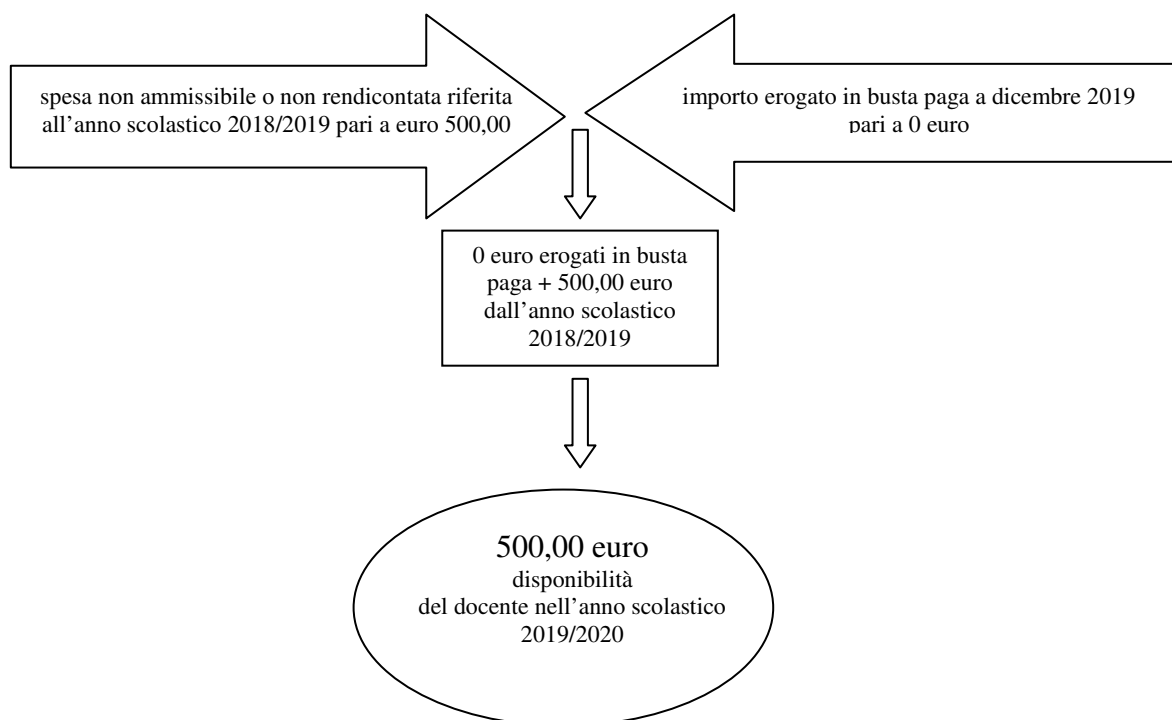 spesa non ammissibile o non rendicontata riferita
all’anno scolastico 2018/2019 pari a euro 500,00
importo erogato in busta paga a dicembre 2019
pari a 0 euro
0 euro erogati in busta
paga + 500,00 euro
dall’anno scolastico
2018/2019
500,00 euro
disponibilità
del docente nell’anno scolastico
2019/2020